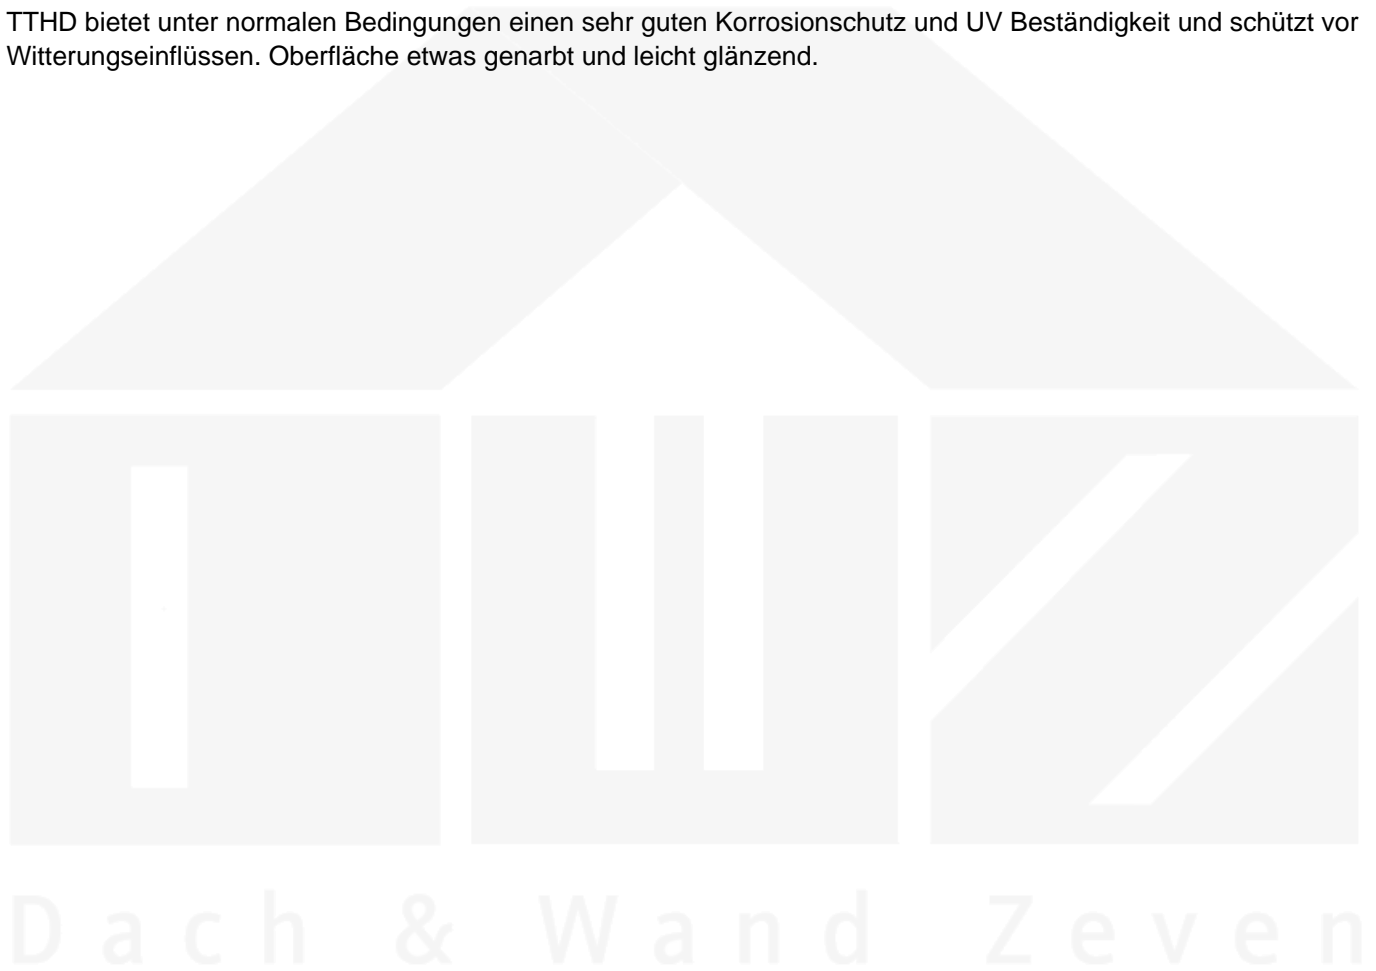 TTHD bietet unter normalen Bedingungen einen sehr guten Korrosionschutz und UV Beständigkeit und schützt vor
Witterungseinflüssen. Oberfläche etwas genarbt und leicht glänzend.
Dach & Wand Zeven